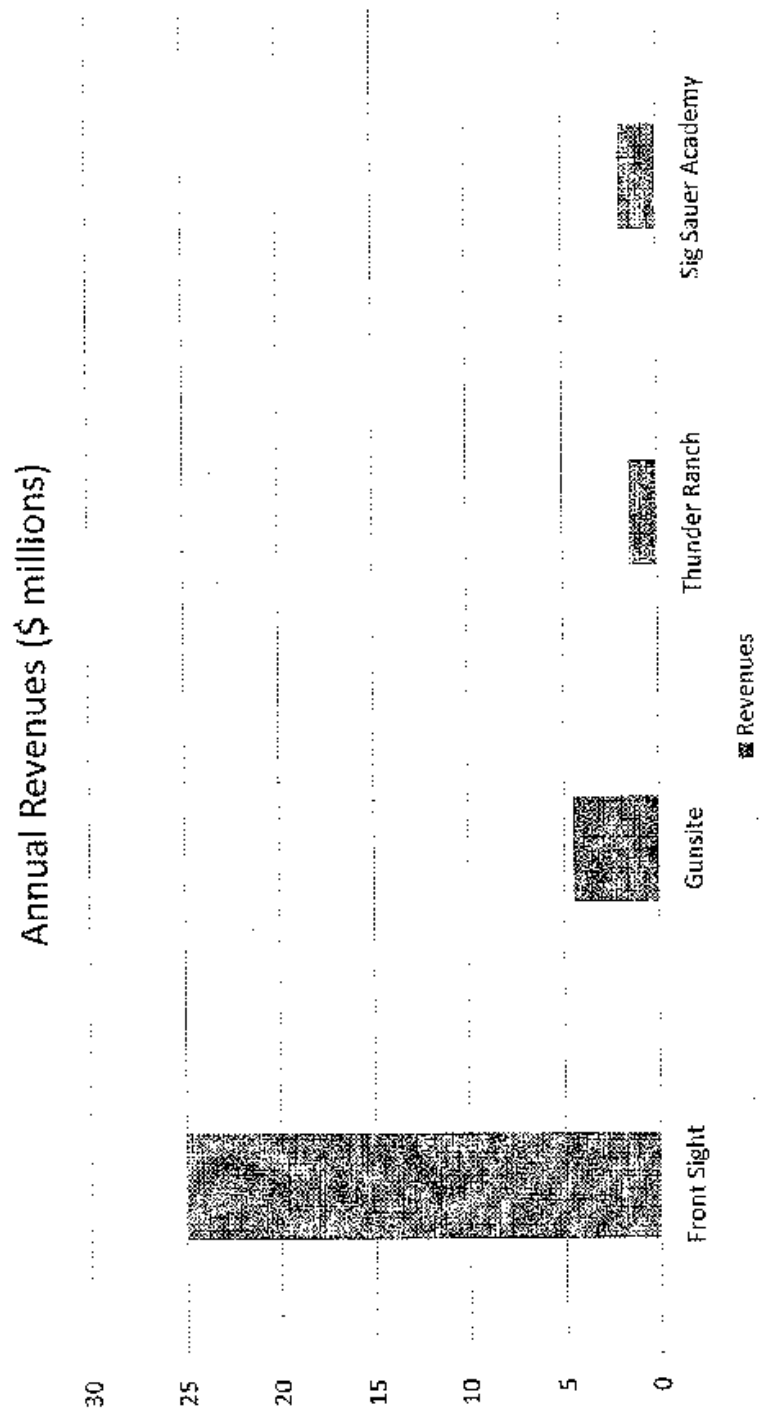 Annual Revenues ($ millions)
30
25
20
15
10
5
0
Front Sight
Gunsite
Thunder Ranch
Sig Sauer Academy
Revenues